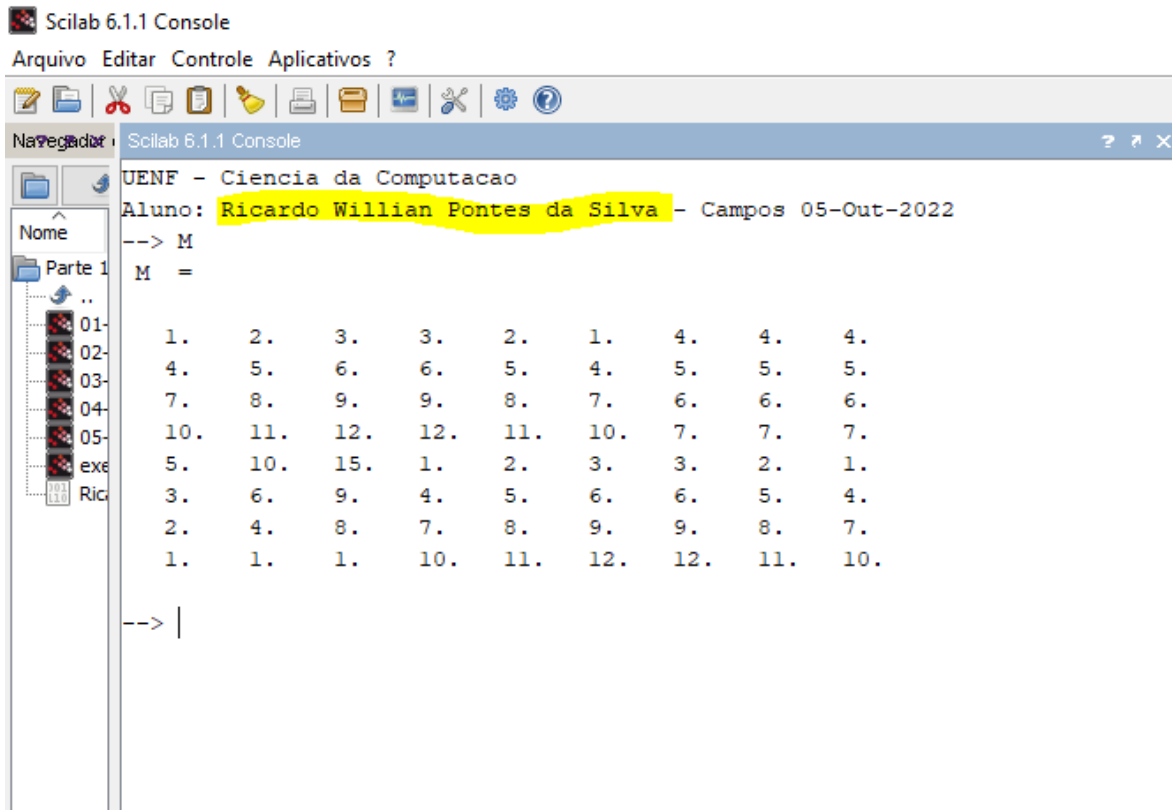 Scilab 6.1.1 Console
Arquivo Editar Controle Aplicativos ?
Scilab 6.1.1 Console
UENF - Ciencia da Computacao
Aluno: Ricardo Willian Pontes da Silva - Campos 05-Out-2022
Nome
--> M
Parte 1
M =
..
01-
1. 2. 3. 3. 2. 1. 4. 4. 4.
02-
4. 5. 6. 6. 5. 4. 5. 5. 5.
03-
7. 8. 9. 9. 8. 7. 6. 6. 6.
04-
10. 11. 12. 12. 11. 10. 7. 7. 7.
05-
5. 10. 15. 1. 2. 3. 3. 2. 1.
exe
3. 6. 9. 4. 5. 6. 6. 5. 4.
Rica
2. 4. 8. 7. 8. 9. 9. 8. 7.
1. 1. 1. 10. 11. 12. 12. 11. 10.
-->